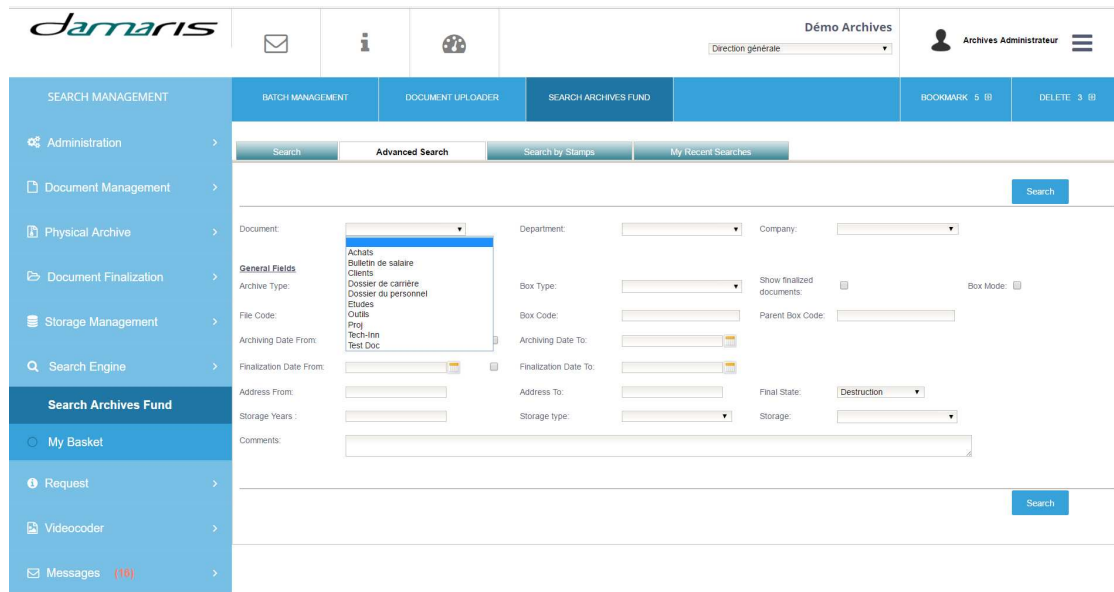 damaris
Démo Archives
Direction générale
Archives Administrateur
SEARCH MANAGEMENT
BATCH MANAGEMENT
DOCUMENT UPLOADER
SEARCH ARCHIVES FUND
BOOKMARK 5
DELETE 3
Administration
Document Management
Physical Archive
Document Finalization
Storage Management
Search Engine
Search Archives Fund
My Basket
Request
Videocoder
Messages (16)
Search
Advanced Search
Search by Stamps
My Recent Searches
Search
Document:
Department:
Company:
Achats
Bulletin de salaire
Clients
Dossier de carrière
Dossier du personnel
Etudes
Outils
Proj
Tech-Inn
Test Doc
General Fields
Archive Type:
Box Type:
Show finalized
documents:
Box Mode:
File Code:
Box Code:
Parent Box Code:
Archiving Date From:
Archiving Date To:
Finalization Date From:
Finalization Date To:
Address From:
Address To:
Final State:
Destruction
Storage Years :
Storage type:
Storage:
Comments:
Search